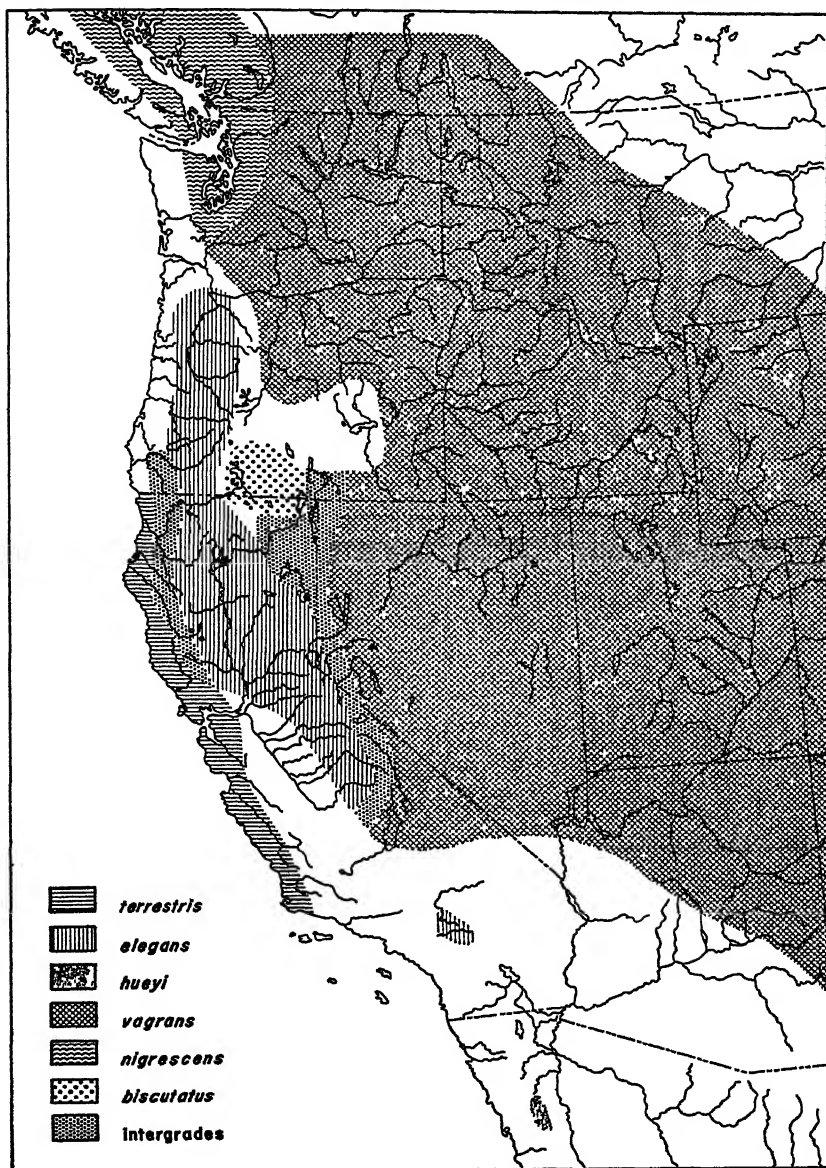 terrestris
elegans
hueyi
vagrans
nigrescens
biscutatus
intergrades